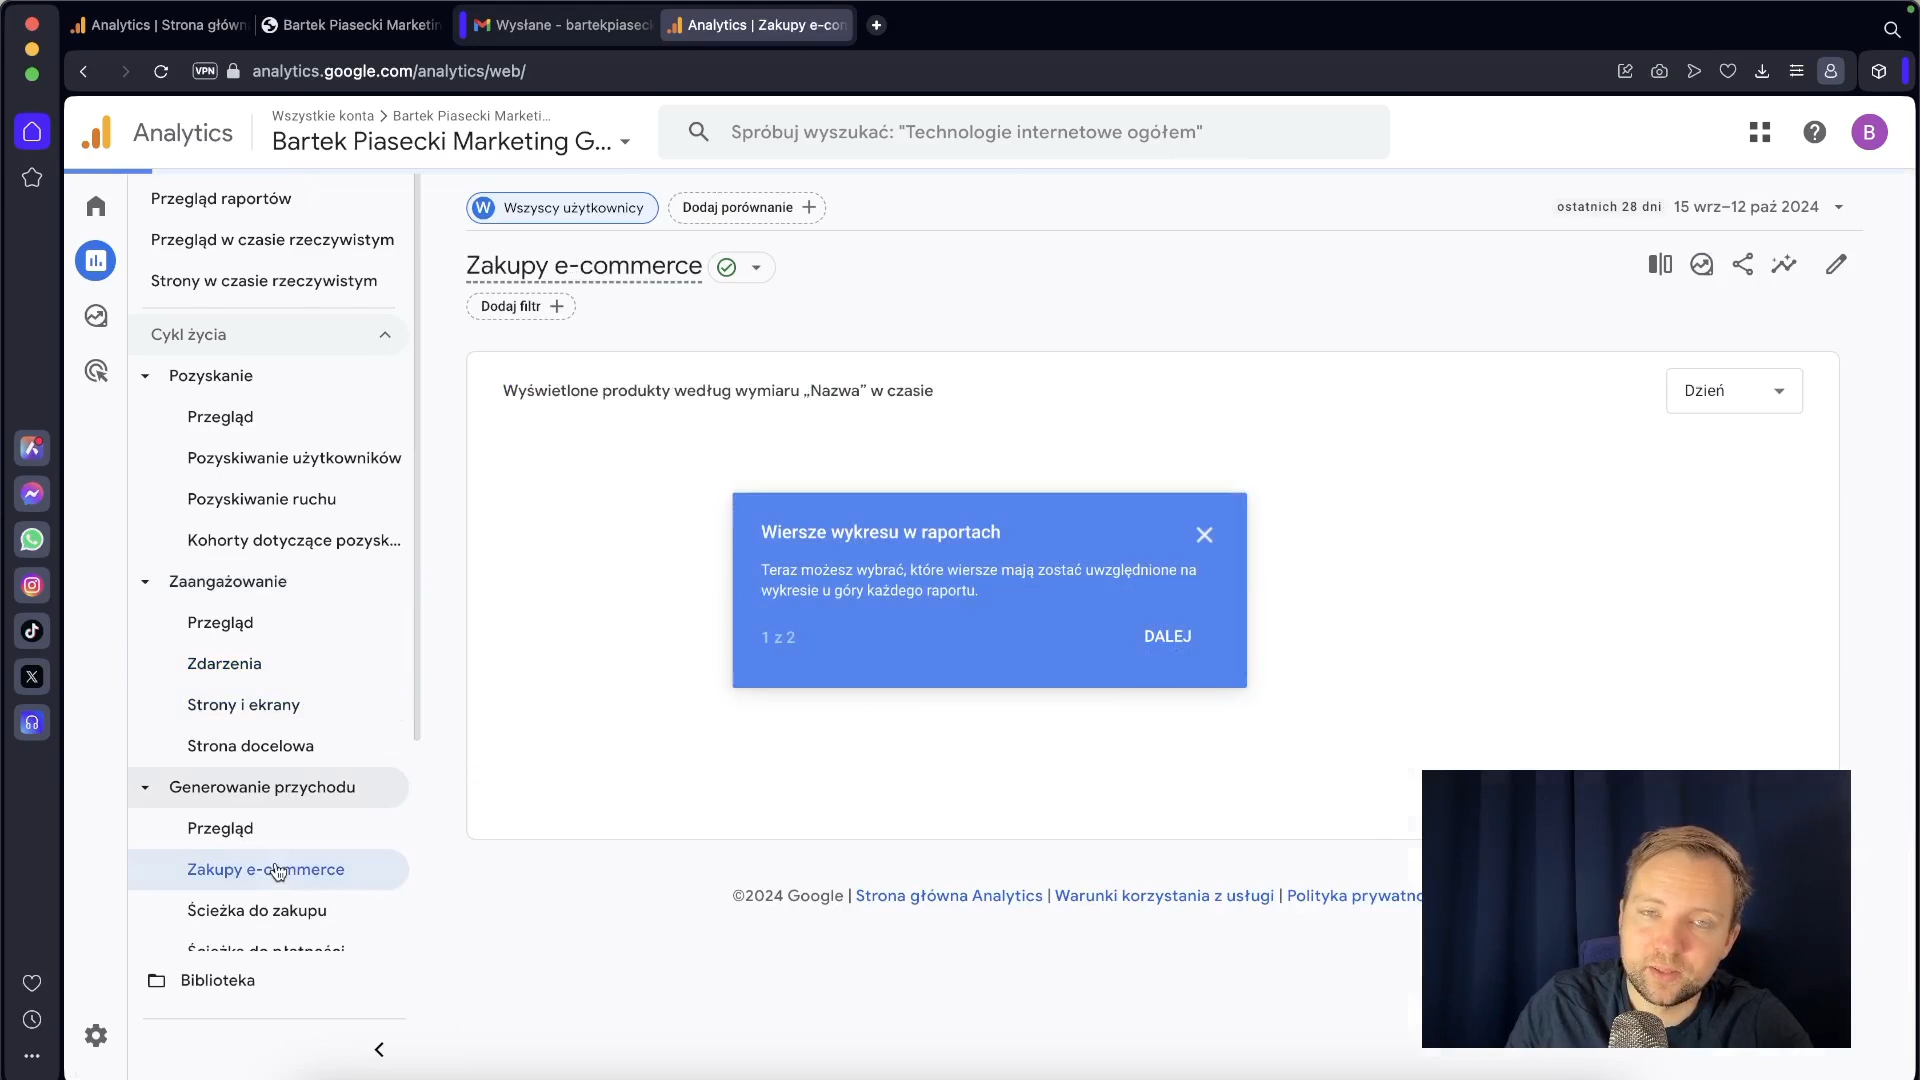 Analytics | Strona główn
Bartek Piasecki Marketin
Wysłane - bartekpiaseck
Analytics | Zakupy e-con
VPN
analytics.google.com/analytics/web/
Analytics
Wszystkie konta
Bartek Piasecki Marketi...
Bartek Piasecki Marketing G...
Spróbuj wyszukać: "Technologie internetowe ogółem"
B
Przegląd raportów
Przegląd w czasie rzeczywistym
Strony w czasie rzeczywistym
Cykl życia
Pozyskanie
Przegląd
Pozyskiwanie użytkowników
Pozyskiwanie ruchu
Kohorty dotyczące pozysk...
Zaangażowanie
Przegląd
Zdarzenia
Strony i ekrany
Strona docelowa
Generowanie przychodu
Przegląd
Zakupy e-commerce
Ścieżka do zakupu
Ścieżka do płatności
Biblioteka
W Wszyscy użytkownicy
Dodaj porównanie
ostatnich 28 dni 15 wrz–12 paź 2024
Zakupy e-commerce
Dodaj filtr
Wyświetlone produkty według wymiaru „Nazwa” w czasie
Dzień
Wiersze wykresu w raportach
Teraz możesz wybrać, które wiersze mają zostać uwzględnione na
wykresie u góry każdego raportu.
1 z 2
DALEJ
©2024 Google | Strona główna Analytics | Warunki korzystania z usługi | Polityka prywatno